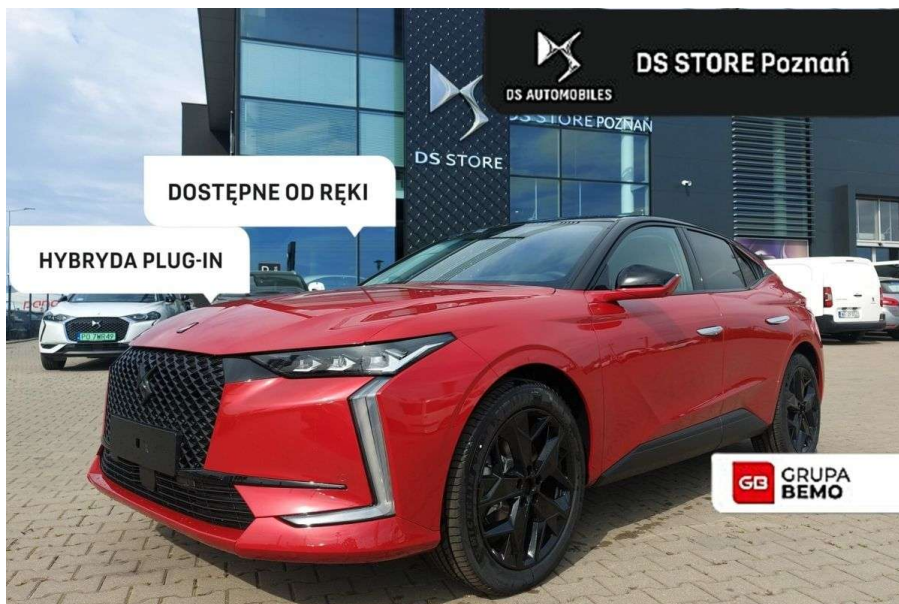 DS AUTOMOBILES
DS STORE Poznań
DS STORE POZNAŃ
DS STORE
DOSTĘPNE OD RĘKI
HYBRYDA PLUG-IN
GB GRUPA
BEMO